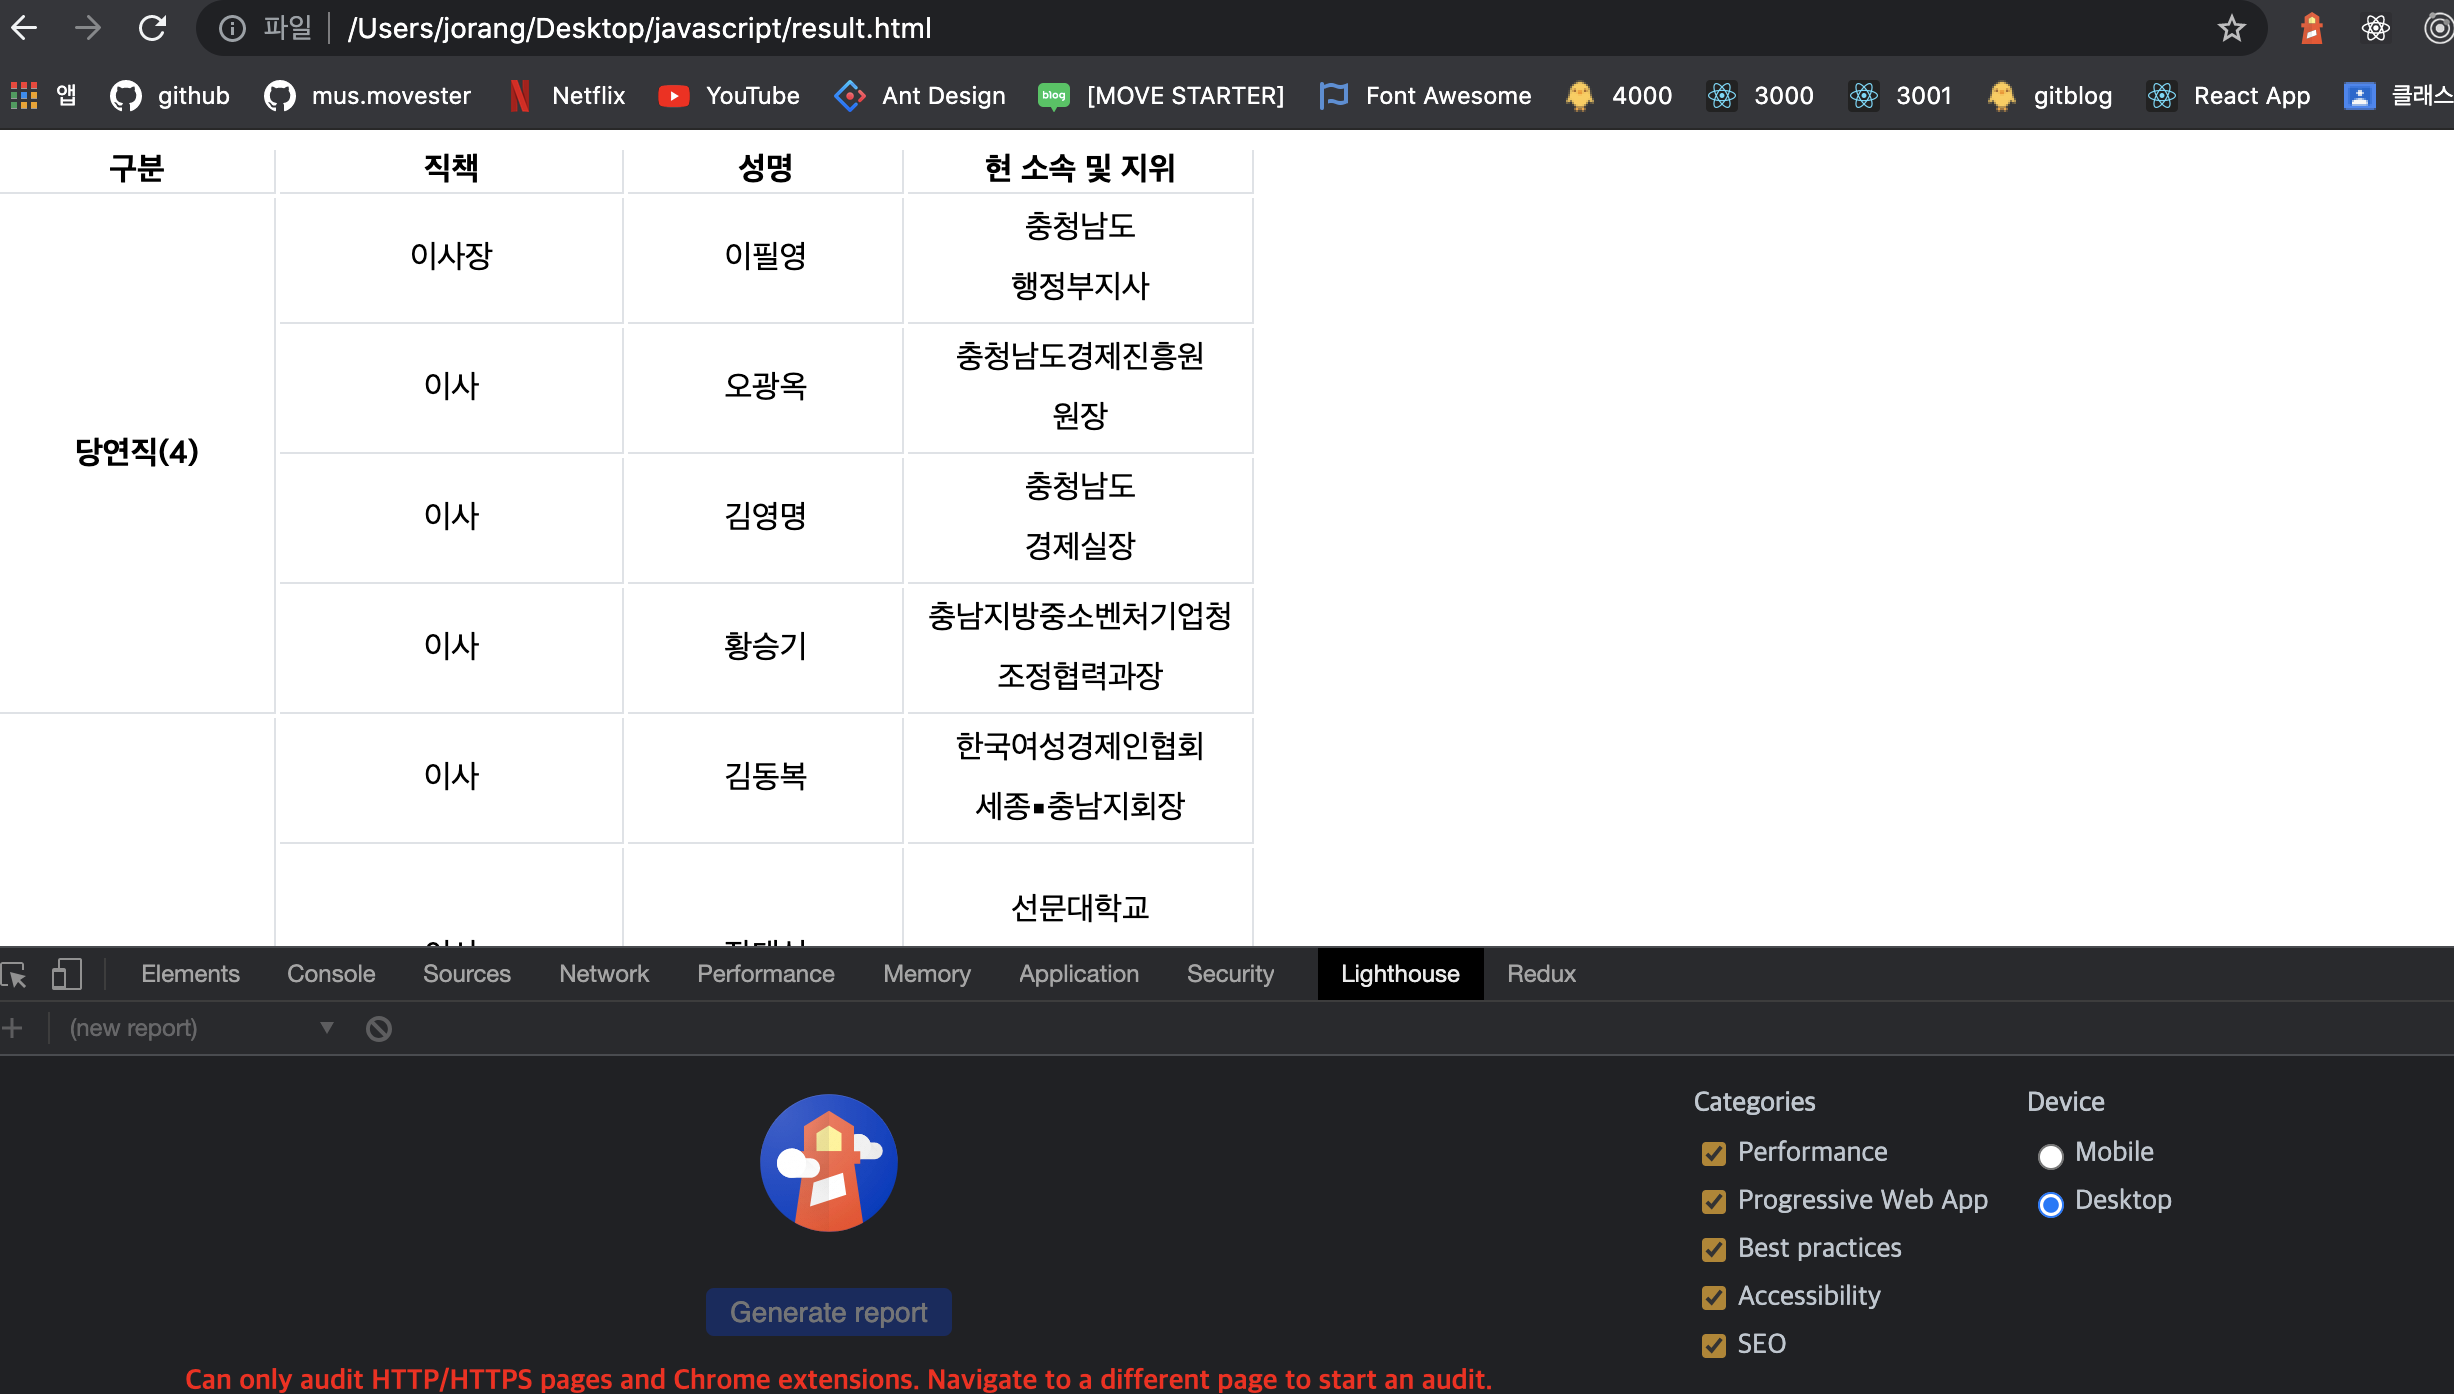 파일 /Users/jorang/Desktop/javascript/result.html
앱 github mus.movester Netflix YouTube Ant Design blog [MOVE STARTER] Font Awesome 4000 3000 3001 gitblog React App 클래스
구분 직책 성명 현 소속 및 지위
당연직(4)
이사장 이필영 충청남도
행정부지사
이사 오광옥 충청남도경제진흥원
원장
이사 김영명 충청남도
경제실장
이사 황승기 충남지방중소벤처기업청
조정협력과장
이사 김동복 한국여성경제인협회
세종▪충남지회장
선문대학교
Elements Console Sources Network Performance Memory Application Security Lighthouse Redux
(new report)
Categories Device
Performance Mobile
Progressive Web App Desktop
Best practices
Accessibility
SEO
Generate report
Can only audit HTTP/HTTPS pages and Chrome extensions. Navigate to a different page to start an audit.